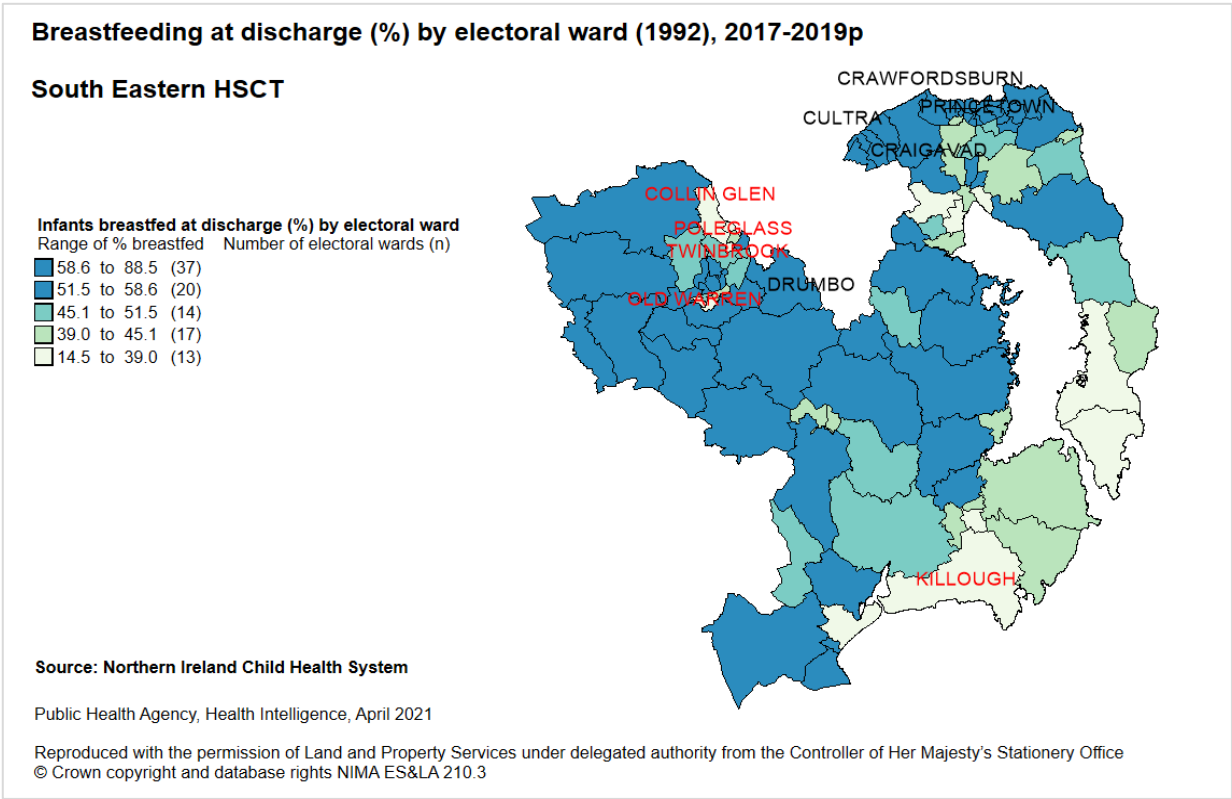 Breastfeeding at discharge (%) by electoral ward (1992), 2017-2019p
South Eastern HSCT
CRAWFORDSBURN
PRINCETOWN
CULTRA
CRAIGAVAD
COLLIN GLEN
POLEGLASS
TWINBROOK
DRUMBO
OLD WARREN
KILLOUGH
Infants breastfed at discharge (%) by electoral ward
Range of % breastfed Number of electoral wards (n)
58.6 to 88.5 (37)
51.5 to 58.6 (20)
45.1 to 51.5 (14)
39.0 to 45.1 (17)
14.5 to 39.0 (13)
Source: Northern Ireland Child Health System
Public Health Agency, Health Intelligence, April 2021
Reproduced with the permission of Land and Property Services under delegated authority from the Controller of Her Majesty’s Stationery Office
© Crown copyright and database rights NIMA ES&LA 210.3